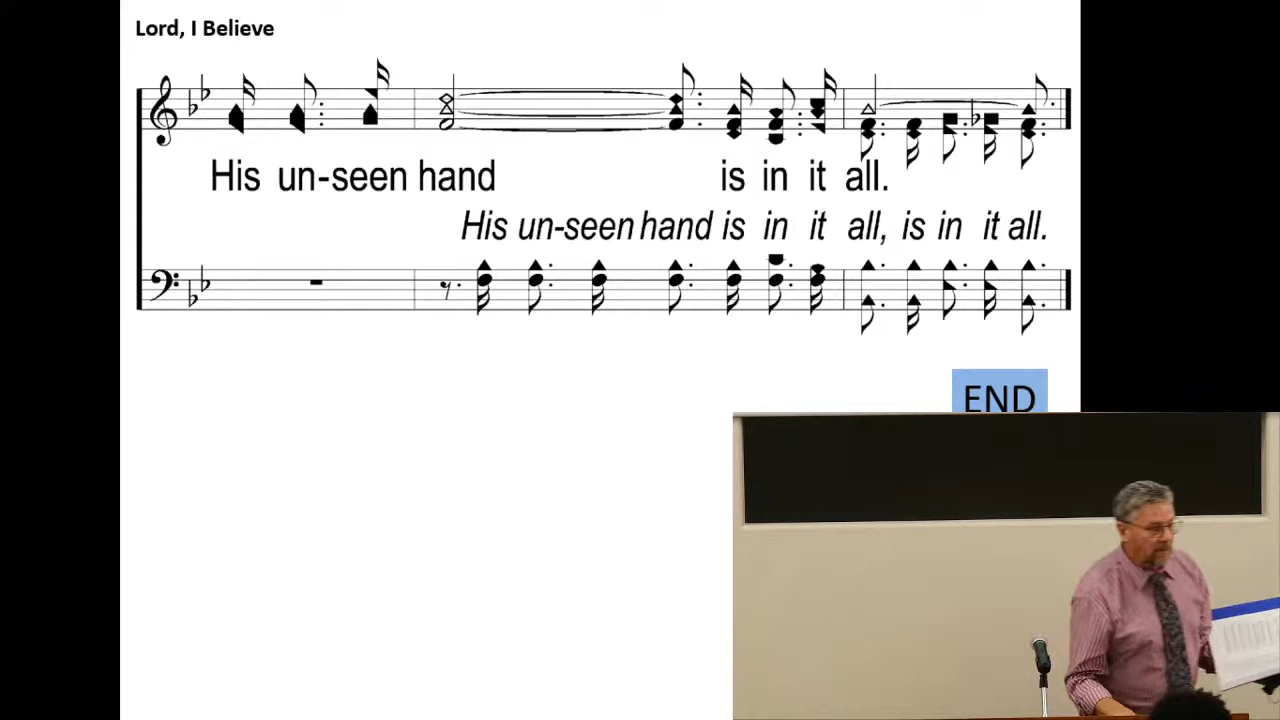 Lord, I Believe
His un-seen hand is in it all.
His un-seen hand is in it all, is in it all.
END